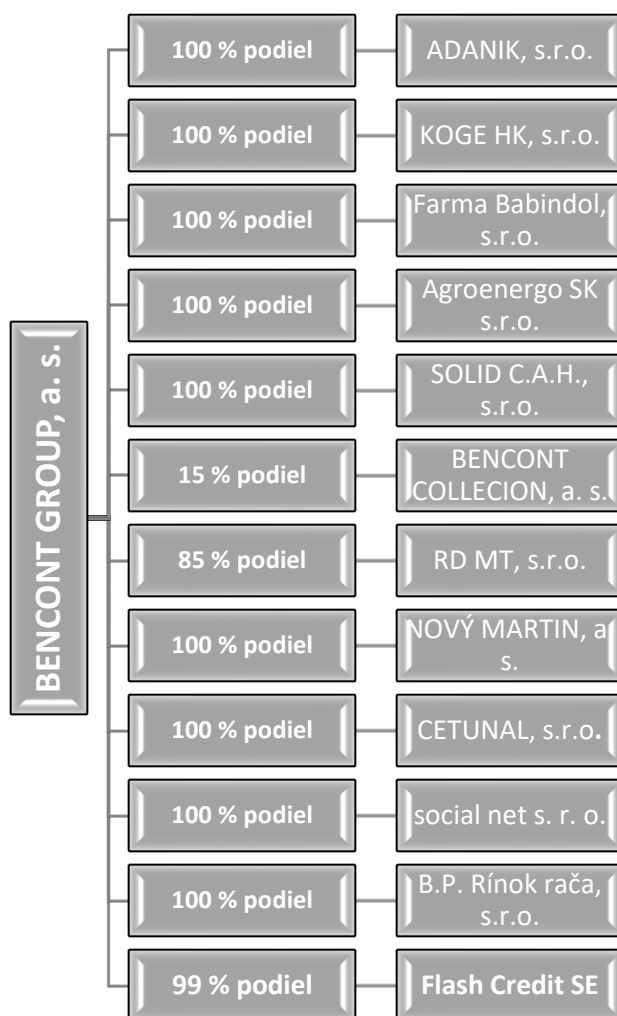 BENCONT GROUP, a. s.
100 % podiel
ADANIK, s.r.o.
100 % podiel
KOGE HK, s.r.o.
100 % podiel
Farma Babindol,
s.r.o.
100 % podiel
Agroenergo SK
s.r.o.
100 % podiel
SOLID C.A.H.,
s.r.o.
15 % podiel
BENCONT
COLLECION, a. s.
85 % podiel
RD MT, s.r.o.
100 % podiel
NOVÝ MARTIN, a
s.
100 % podiel
CETUNAL, s.r.o.
100 % podiel
social net s. r. o.
100 % podiel
B.P. Rínok rača,
s.r.o.
99 % podiel
Flash Credit SE